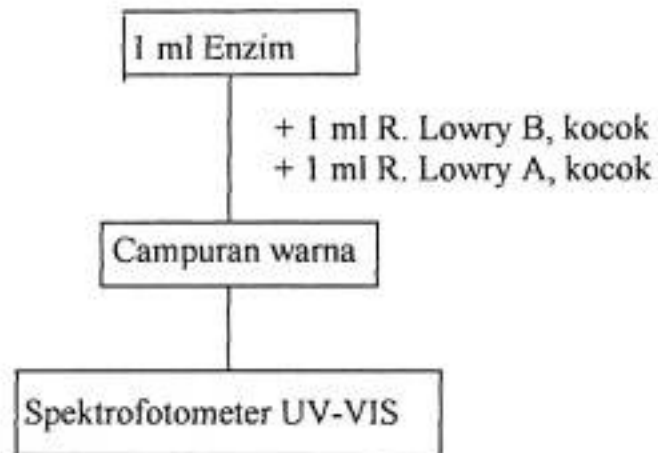 1 ml Enzim
+ 1 ml R. Lowry B, kocok
+ 1 ml R. Lowry A, kocok
Campuran warna
Spektrofotometer UV-VIS